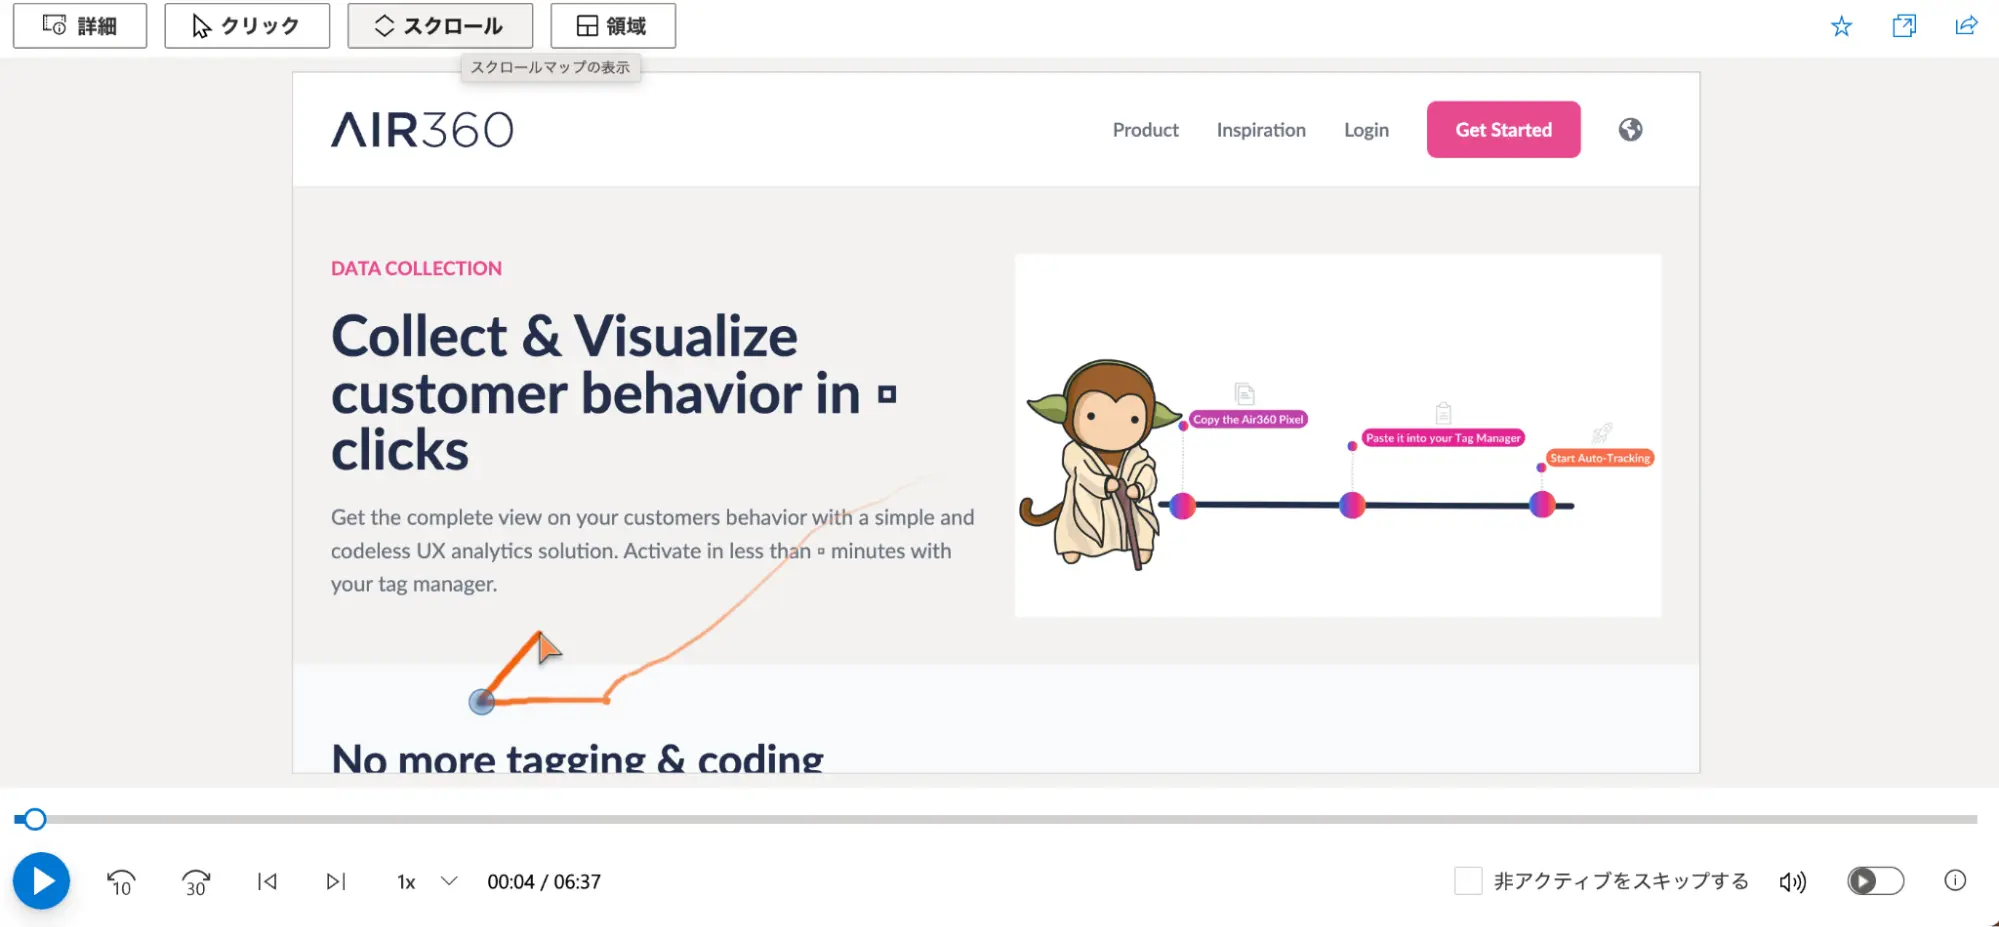 詳細
クリック
スクロール
領域
スクロールマップの表示
AIR360
Product
Inspiration
Login
Get Started
DATA COLLECTION
Collect & Visualize
customer behavior in ▫
clicks
Get the complete view on your customers behavior with a simple and
codeless UX analytics solution. Activate in less than ▫ minutes with
your tag manager.
Copy the Air360 Pixel
Paste it into your Tag Manager
Start Auto-Tracking
No more tagging & coding
10
30
1x
00:04 / 06:37
非アクティブをスキップする